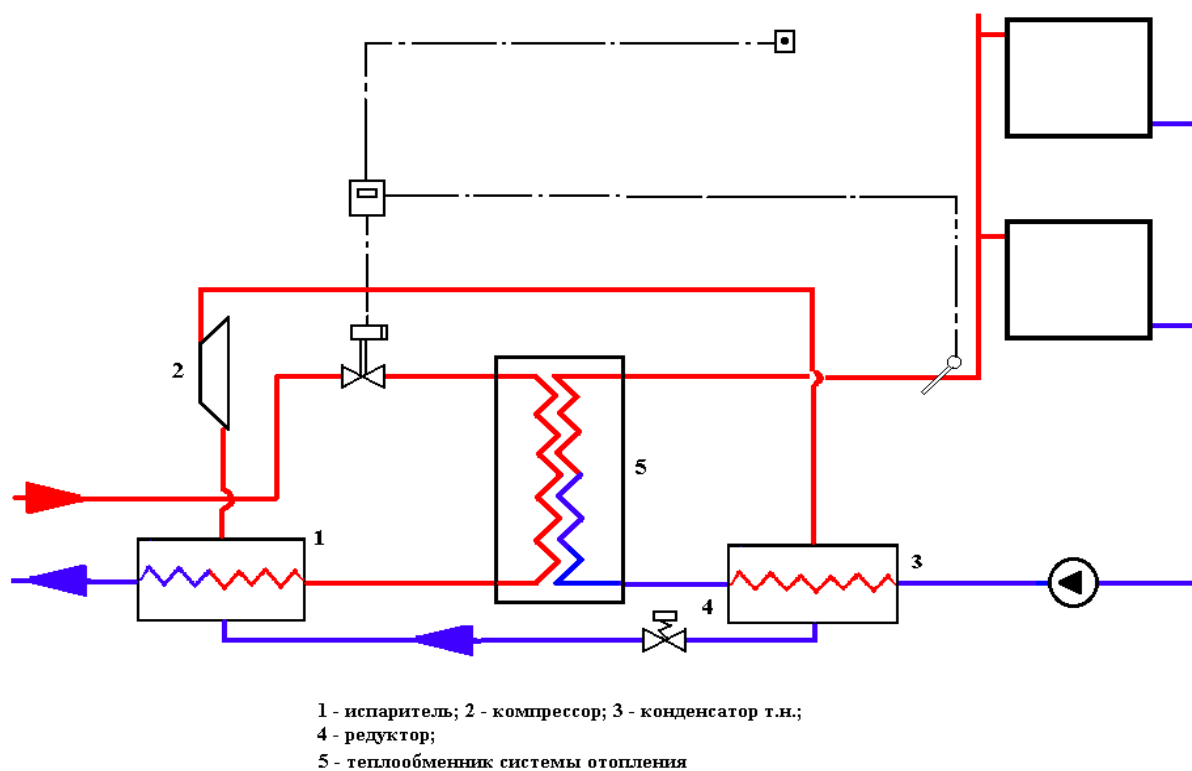 2
5
1
3
4
1 - испаритель; 2 - компрессор; 3 - конденсатор т.н.;
4 - редуктор;
5 - теплообменник системы отопления